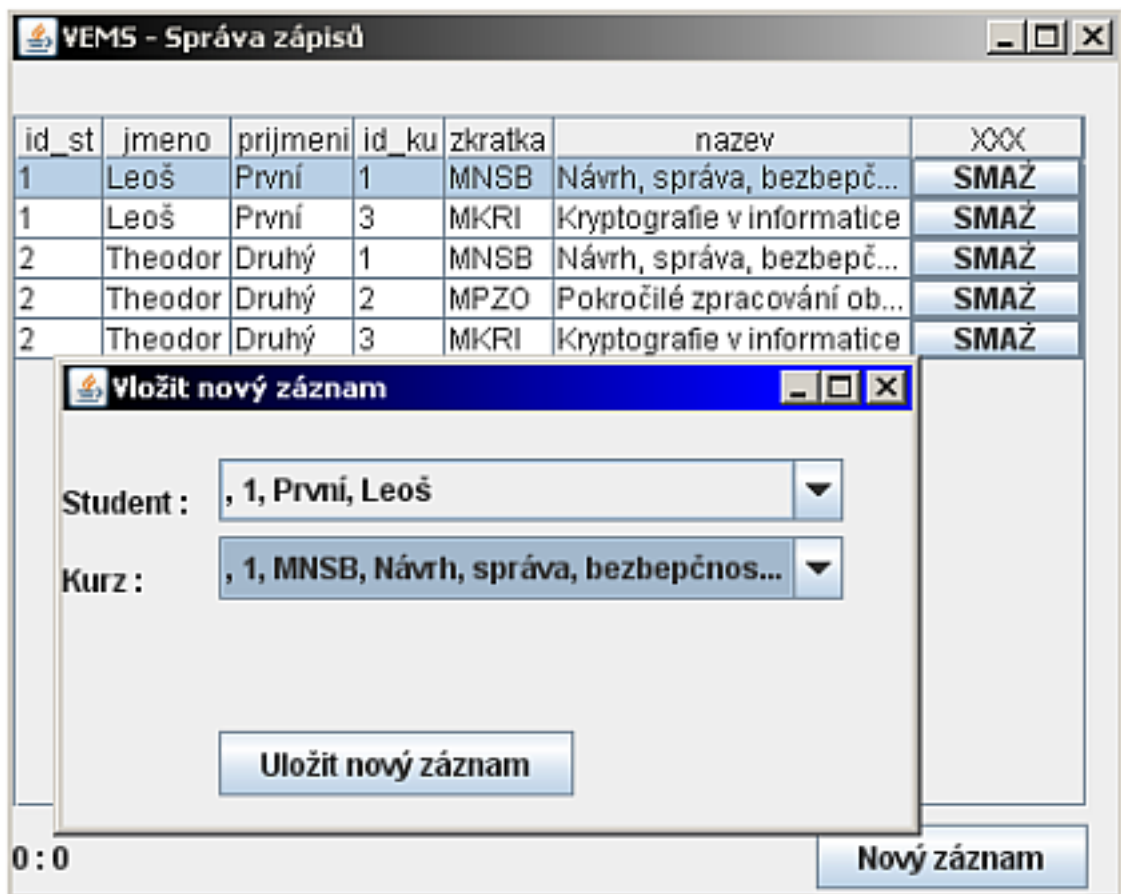 VEMS - Správa zápisů
id_st jmeno prijmeni id_ku zkratka nazev XXX
1 Leoš První 1 MNSB Návrh, správa, bezbepč... SMAŽ
1 Leoš První 3 MKRI Kryptografie v informatice SMAŽ
2 Theodor Druhý 1 MNSB Návrh, správa, bezbepč... SMAŽ
2 Theodor Druhý 2 MPZO Pokročilé zpracování ob... SMAŽ
2 Theodor Druhý 3 MKRI Kryptografie v informatice SMAŽ
Vložit nový záznam
Student : , 1, První, Leoš
Kurz : , 1, MNSB, Návrh, správa, bezbepčnos...
Uložit nový záznam
0 : 0 Nový záznam